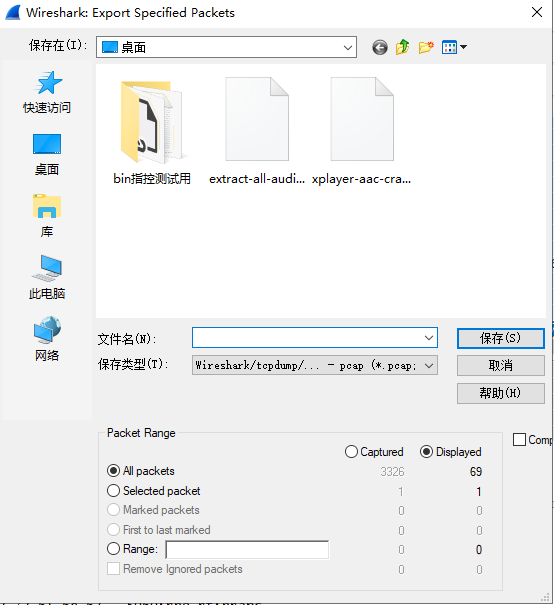 Wireshark: Export Specified Packets
保存在(I):
桌面
快速访问
桌面
库
此电脑
网络
bin指控测试用
extract-all-audi...
xplayer-aac-cra...
文件名(N):
保存(S)
保存类型(T):
Wireshark/tcpdump/... - pcap (*.pcap;
取消
帮助(H)
Packet Range
Captured
Displayed
Comp
All packets
3326
69
Selected packet
1
1
Marked packets
0
0
First to last marked
0
0
Range:
0
0
Remove Ignored packets
0
0